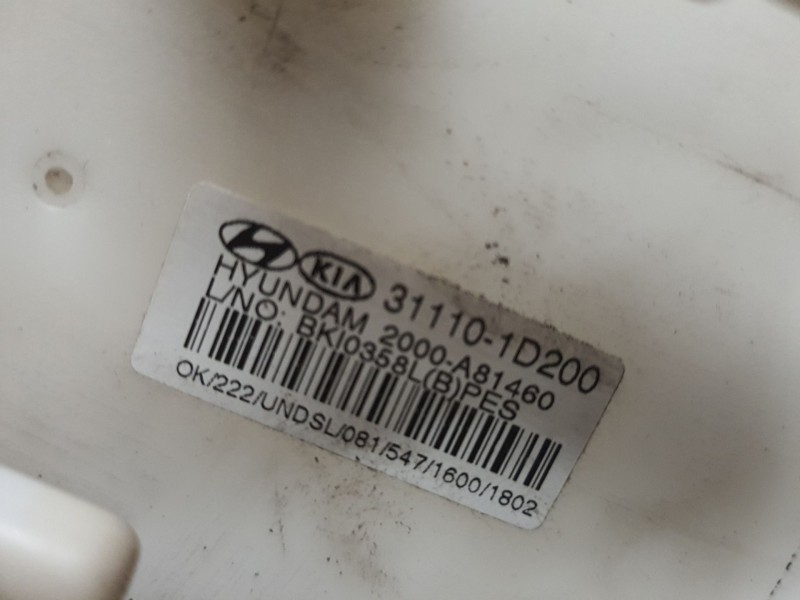 KIA 31110-1D200
HYUNDAM 2000-A81460
L/NO: BKI0358L(B)PES
OK/222/UNDSL/081/547/1600/1802